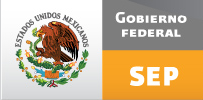 ESTADOS UNIDOS MEXICANOS
GOBIERNO
FEDERAL
SEP